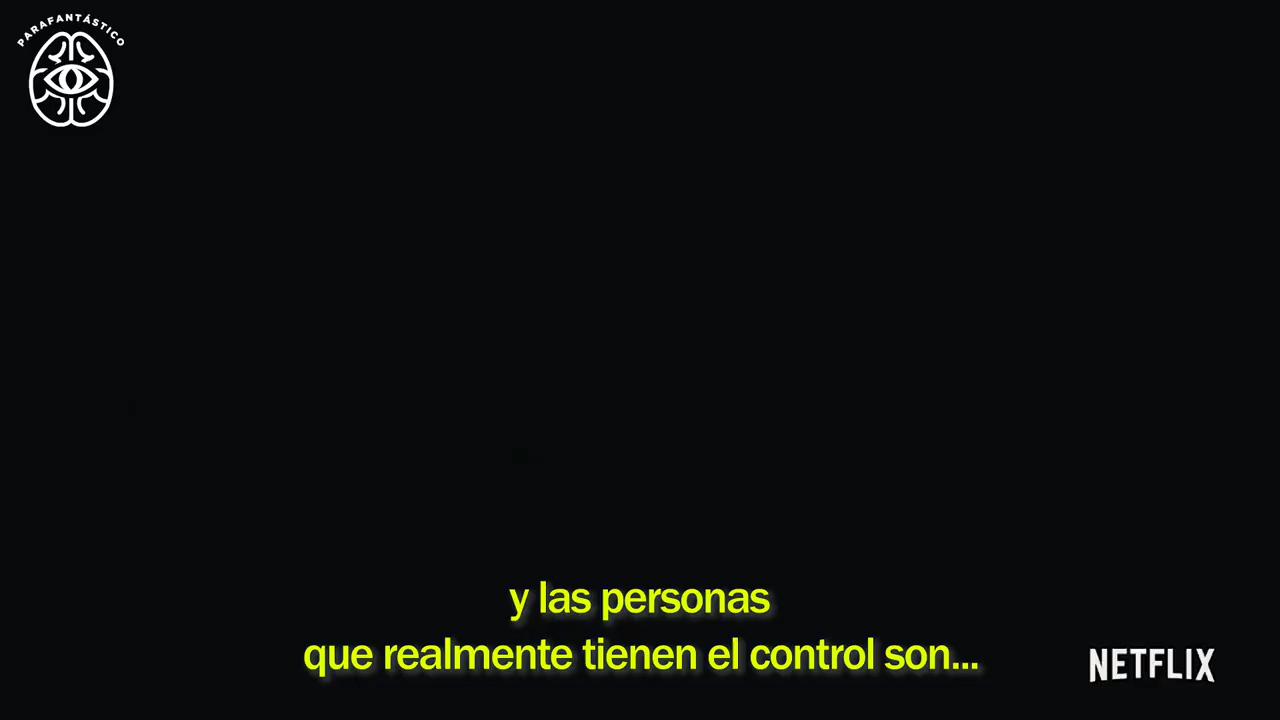 PARAFANTÁSTICO
y las personas
que realmente tienen el control son...
NETFLIX